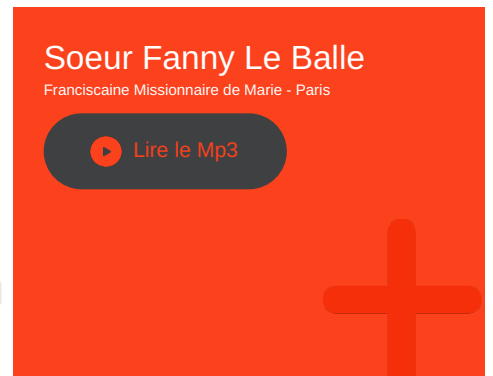 Soeur Fanny Le Balle
Franciscaine Missionnaire de Marie - Paris
Lire le Mp3